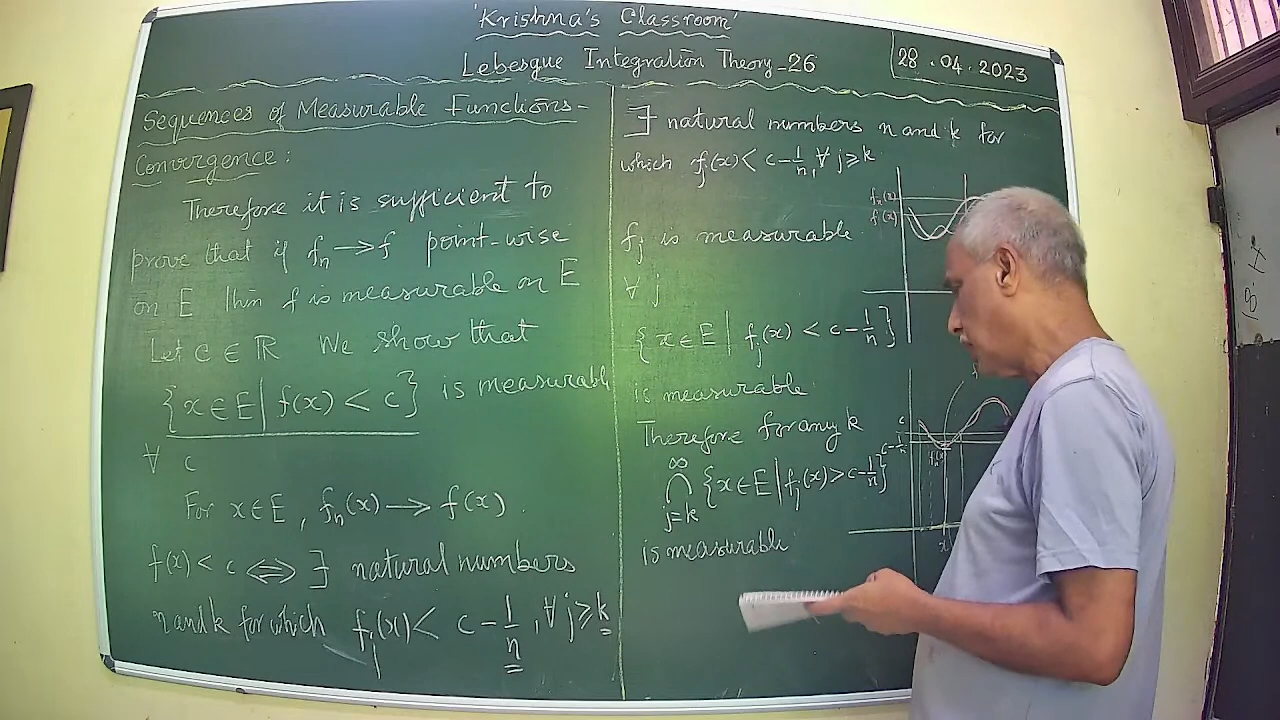 'Krishna's Classroom'
Lebesgue Integration Theory-26
28.04.2023
Sequences of Measurable Functions-
Convergence:
Therefore it is sufficient to
prove that if fₙ → f point-wise
on E then f is measurable on E
Let c ∈ ℝ We show that
{x ∈ E | f(x) < c} is measurable
∀ c
For x ∈ E, fₙ(x) → f(x).
f(x) < c ⇔ ∃ natural numbers
n and k for which fⱼ(x) < c - 1/n, ∀ j ≥ k
∃ natural numbers n and k for
which fⱼ(x) < c - 1/n, ∀ j ≥ k
fₙ(x)
f(x)
fⱼ is measurable
∀ j
{x ∈ E | fⱼ(x) < c - 1/n}
is measurable
Therefore for any k
∞
∩ {x ∈ E | fⱼ(x) > c - 1/n}
j=k
is measurable
c
c - 1/n
fₙ(x)
x